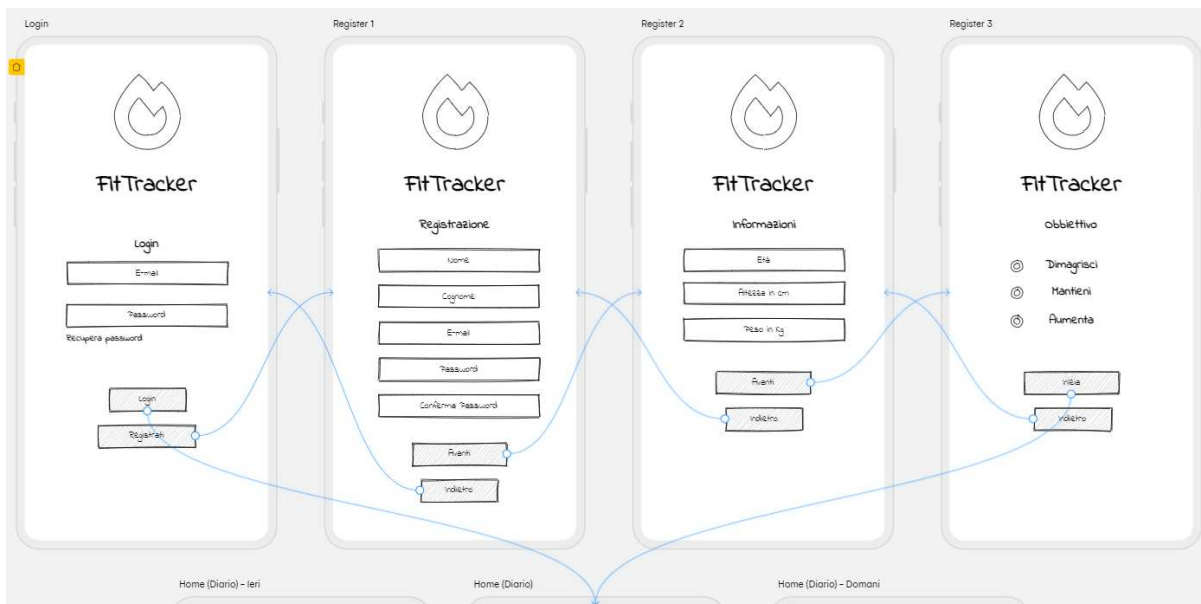 Login
FitTracker
Login
E-mail
Password
Recupera password
Login
Registrati
Register 1
FitTracker
Registrazione
Nome
Cognome
E-mail
Password
Conferma Password
Avanti
Indietro
Register 2
FitTracker
Informazioni
Età
Altezza in cm
Peso in Kg
Avanti
Indietro
Register 3
FitTracker
Obbiettivo
Dimagrisci
Mantieni
Aumenta
Inizia
Indietro
Home (Diario) - Ieri
Home (Diario)
Home (Diario) - Domani